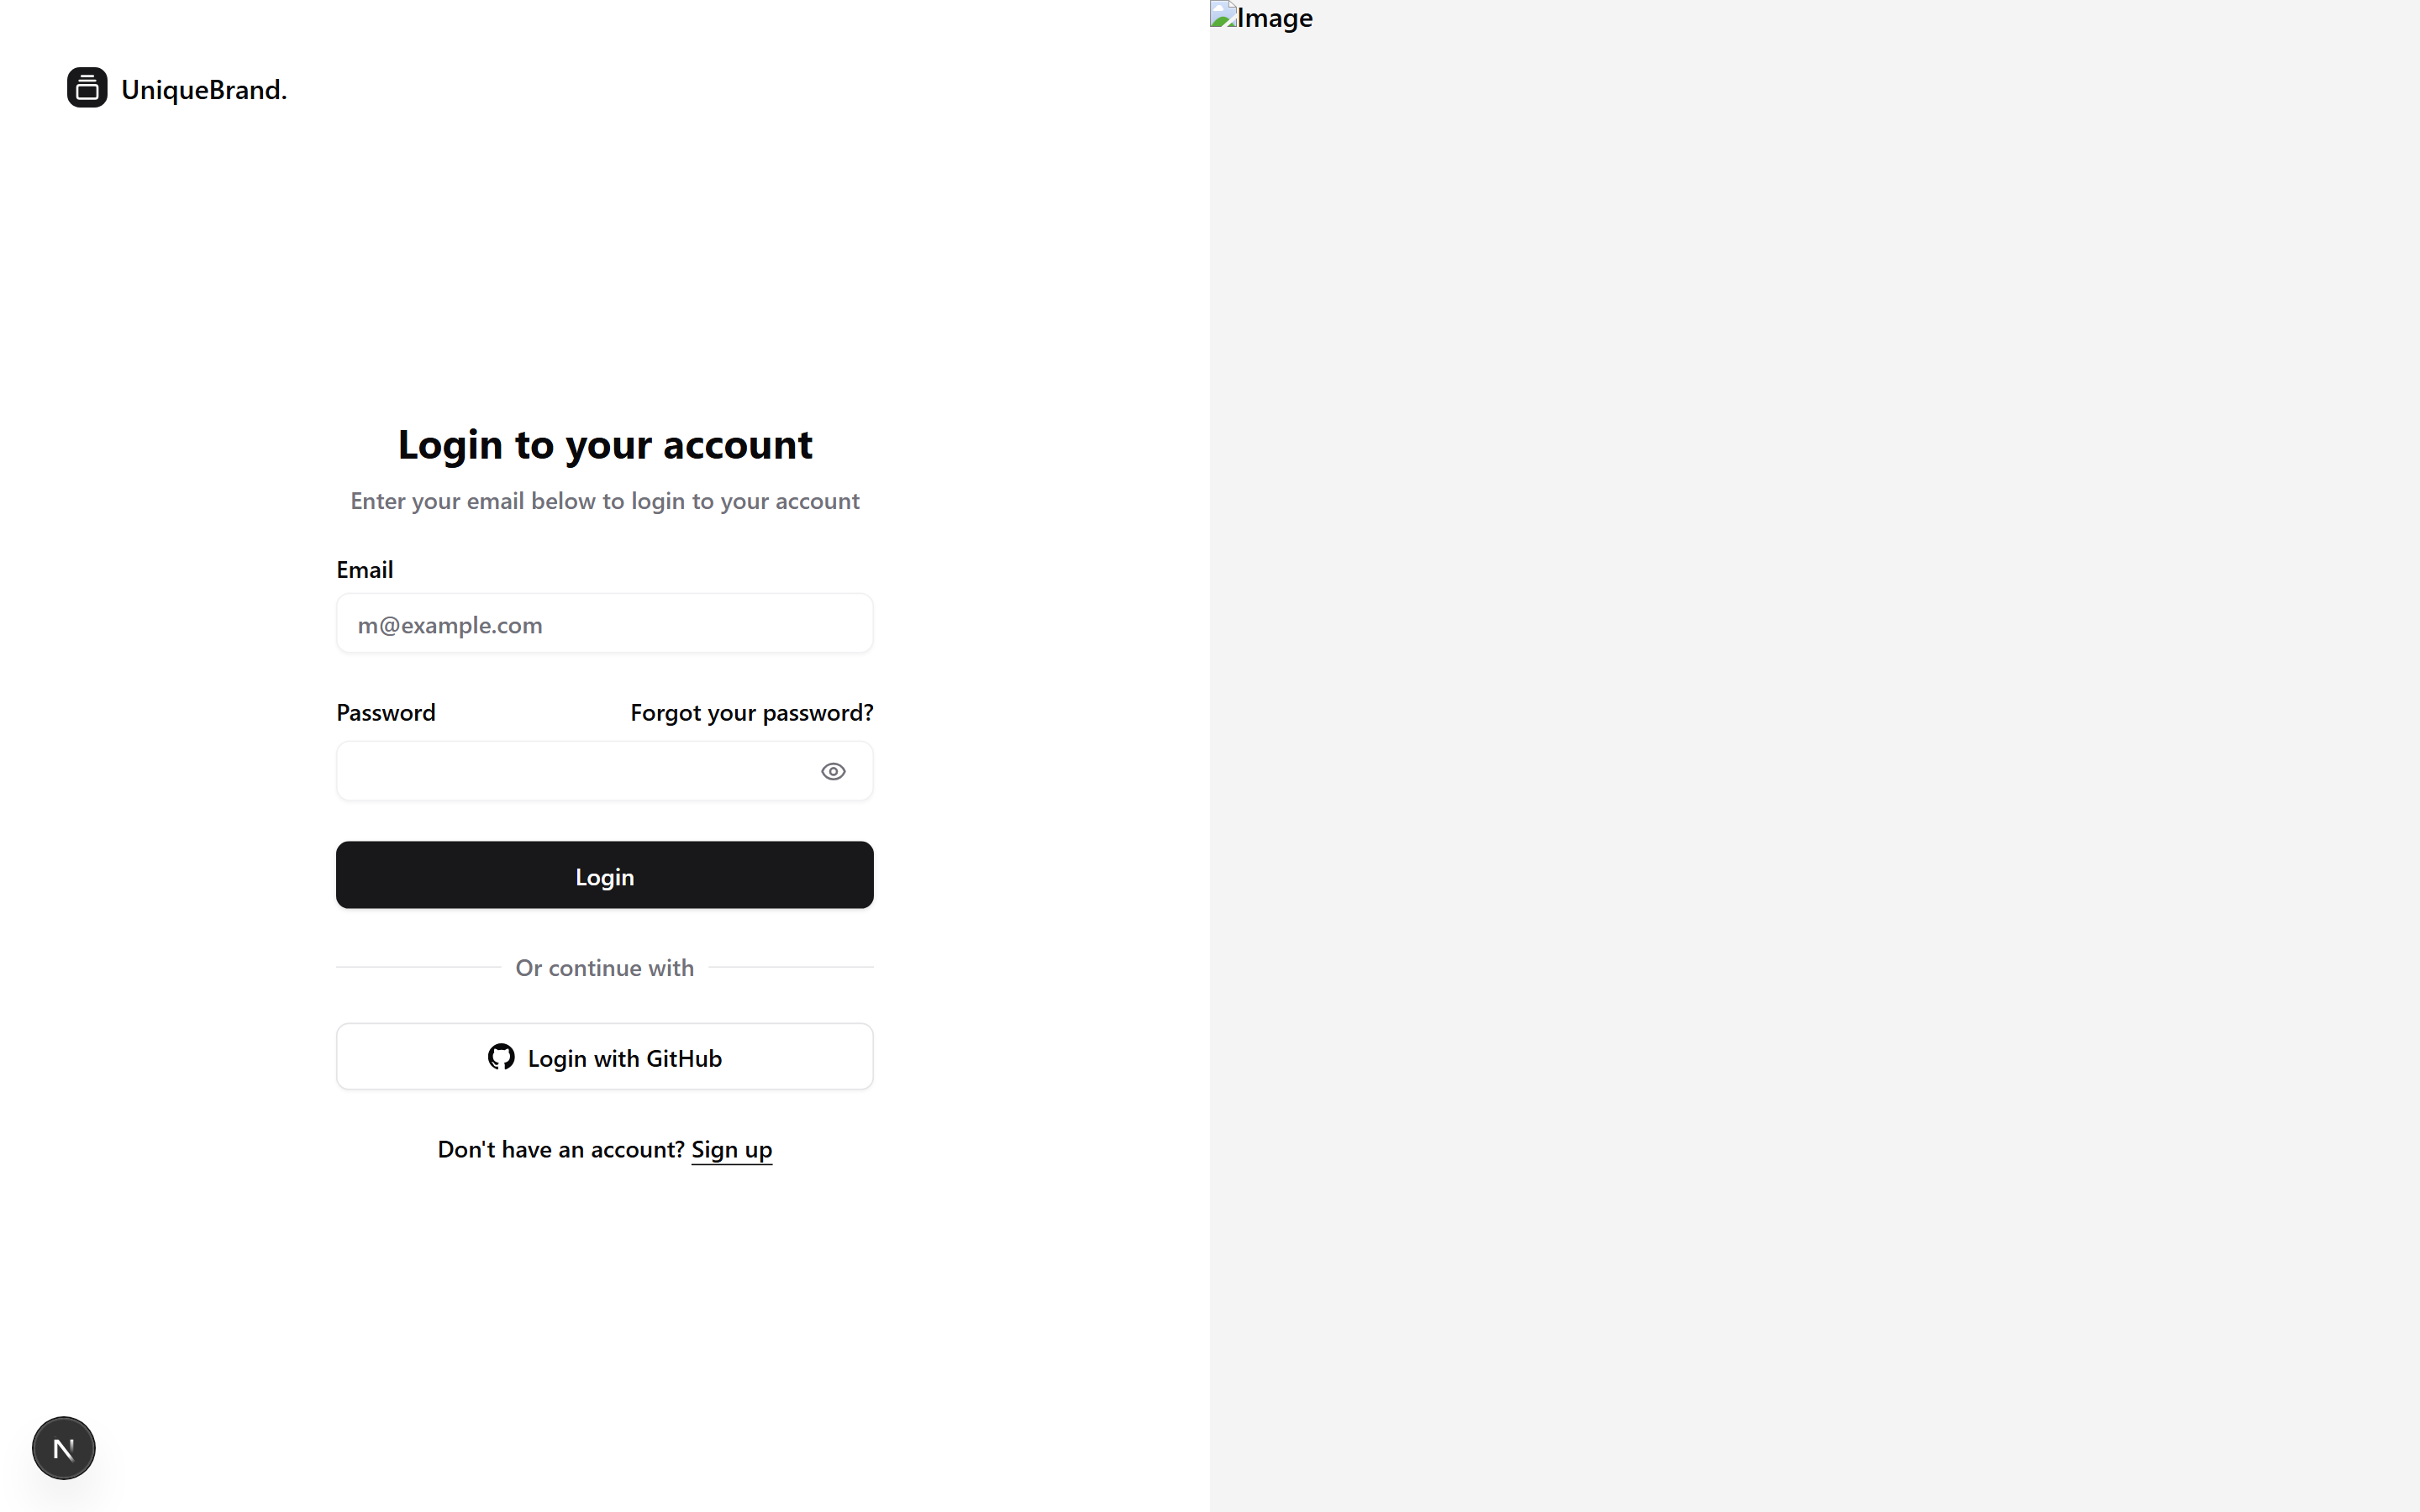 UniqueBrand.
Image
Login to your account
Enter your email below to login to your account
Email
m@example.com
Password
Forgot your password?
Login
Or continue with
Login with GitHub
Don't have an account? Sign up
N